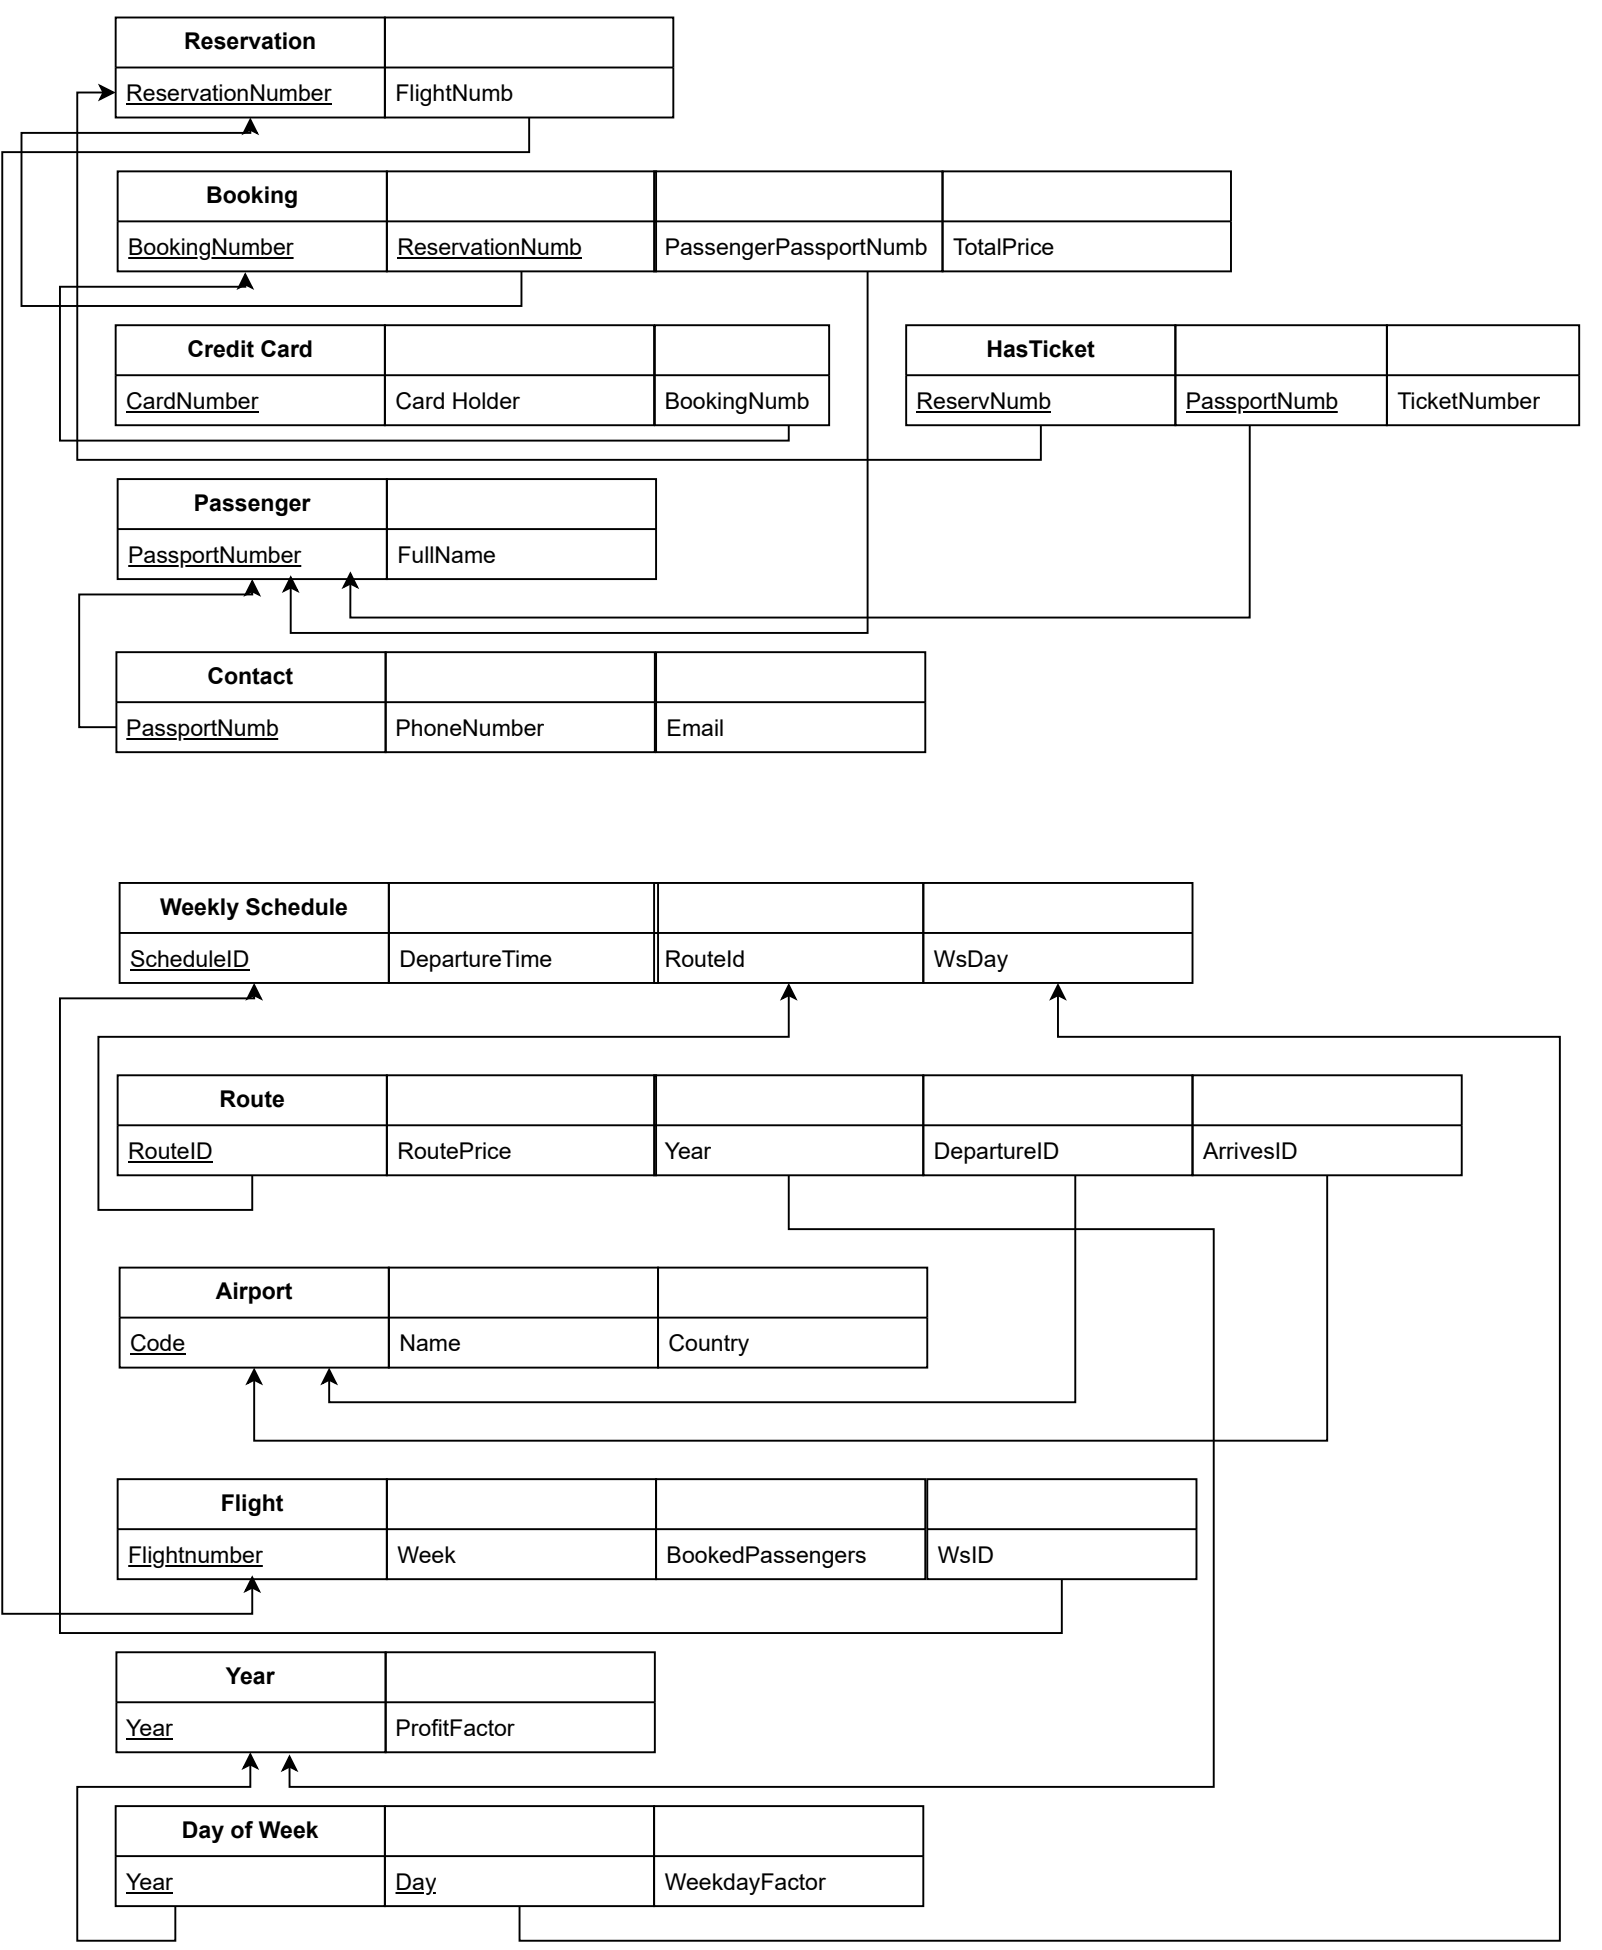 Reservation
ReservationNumber FlightNumb
Booking
BookingNumber ReservationNumb PassengerPassportNumb TotalPrice
Credit Card HasTicket
CardNumber Card Holder BookingNumb ReservNumb PassportNumb TicketNumber
Passenger
PassportNumber FullName
Contact
PassportNumb PhoneNumber Email
Weekly Schedule
ScheduleID DepartureTime RouteId WsDay
Route
RouteID RoutePrice Year DepartureID ArrivesID
Airport
Code Name Country
Flight
Flightnumber Week BookedPassengers WsID
Year
Year ProfitFactor
Day of Week
Year Day WeekdayFactor